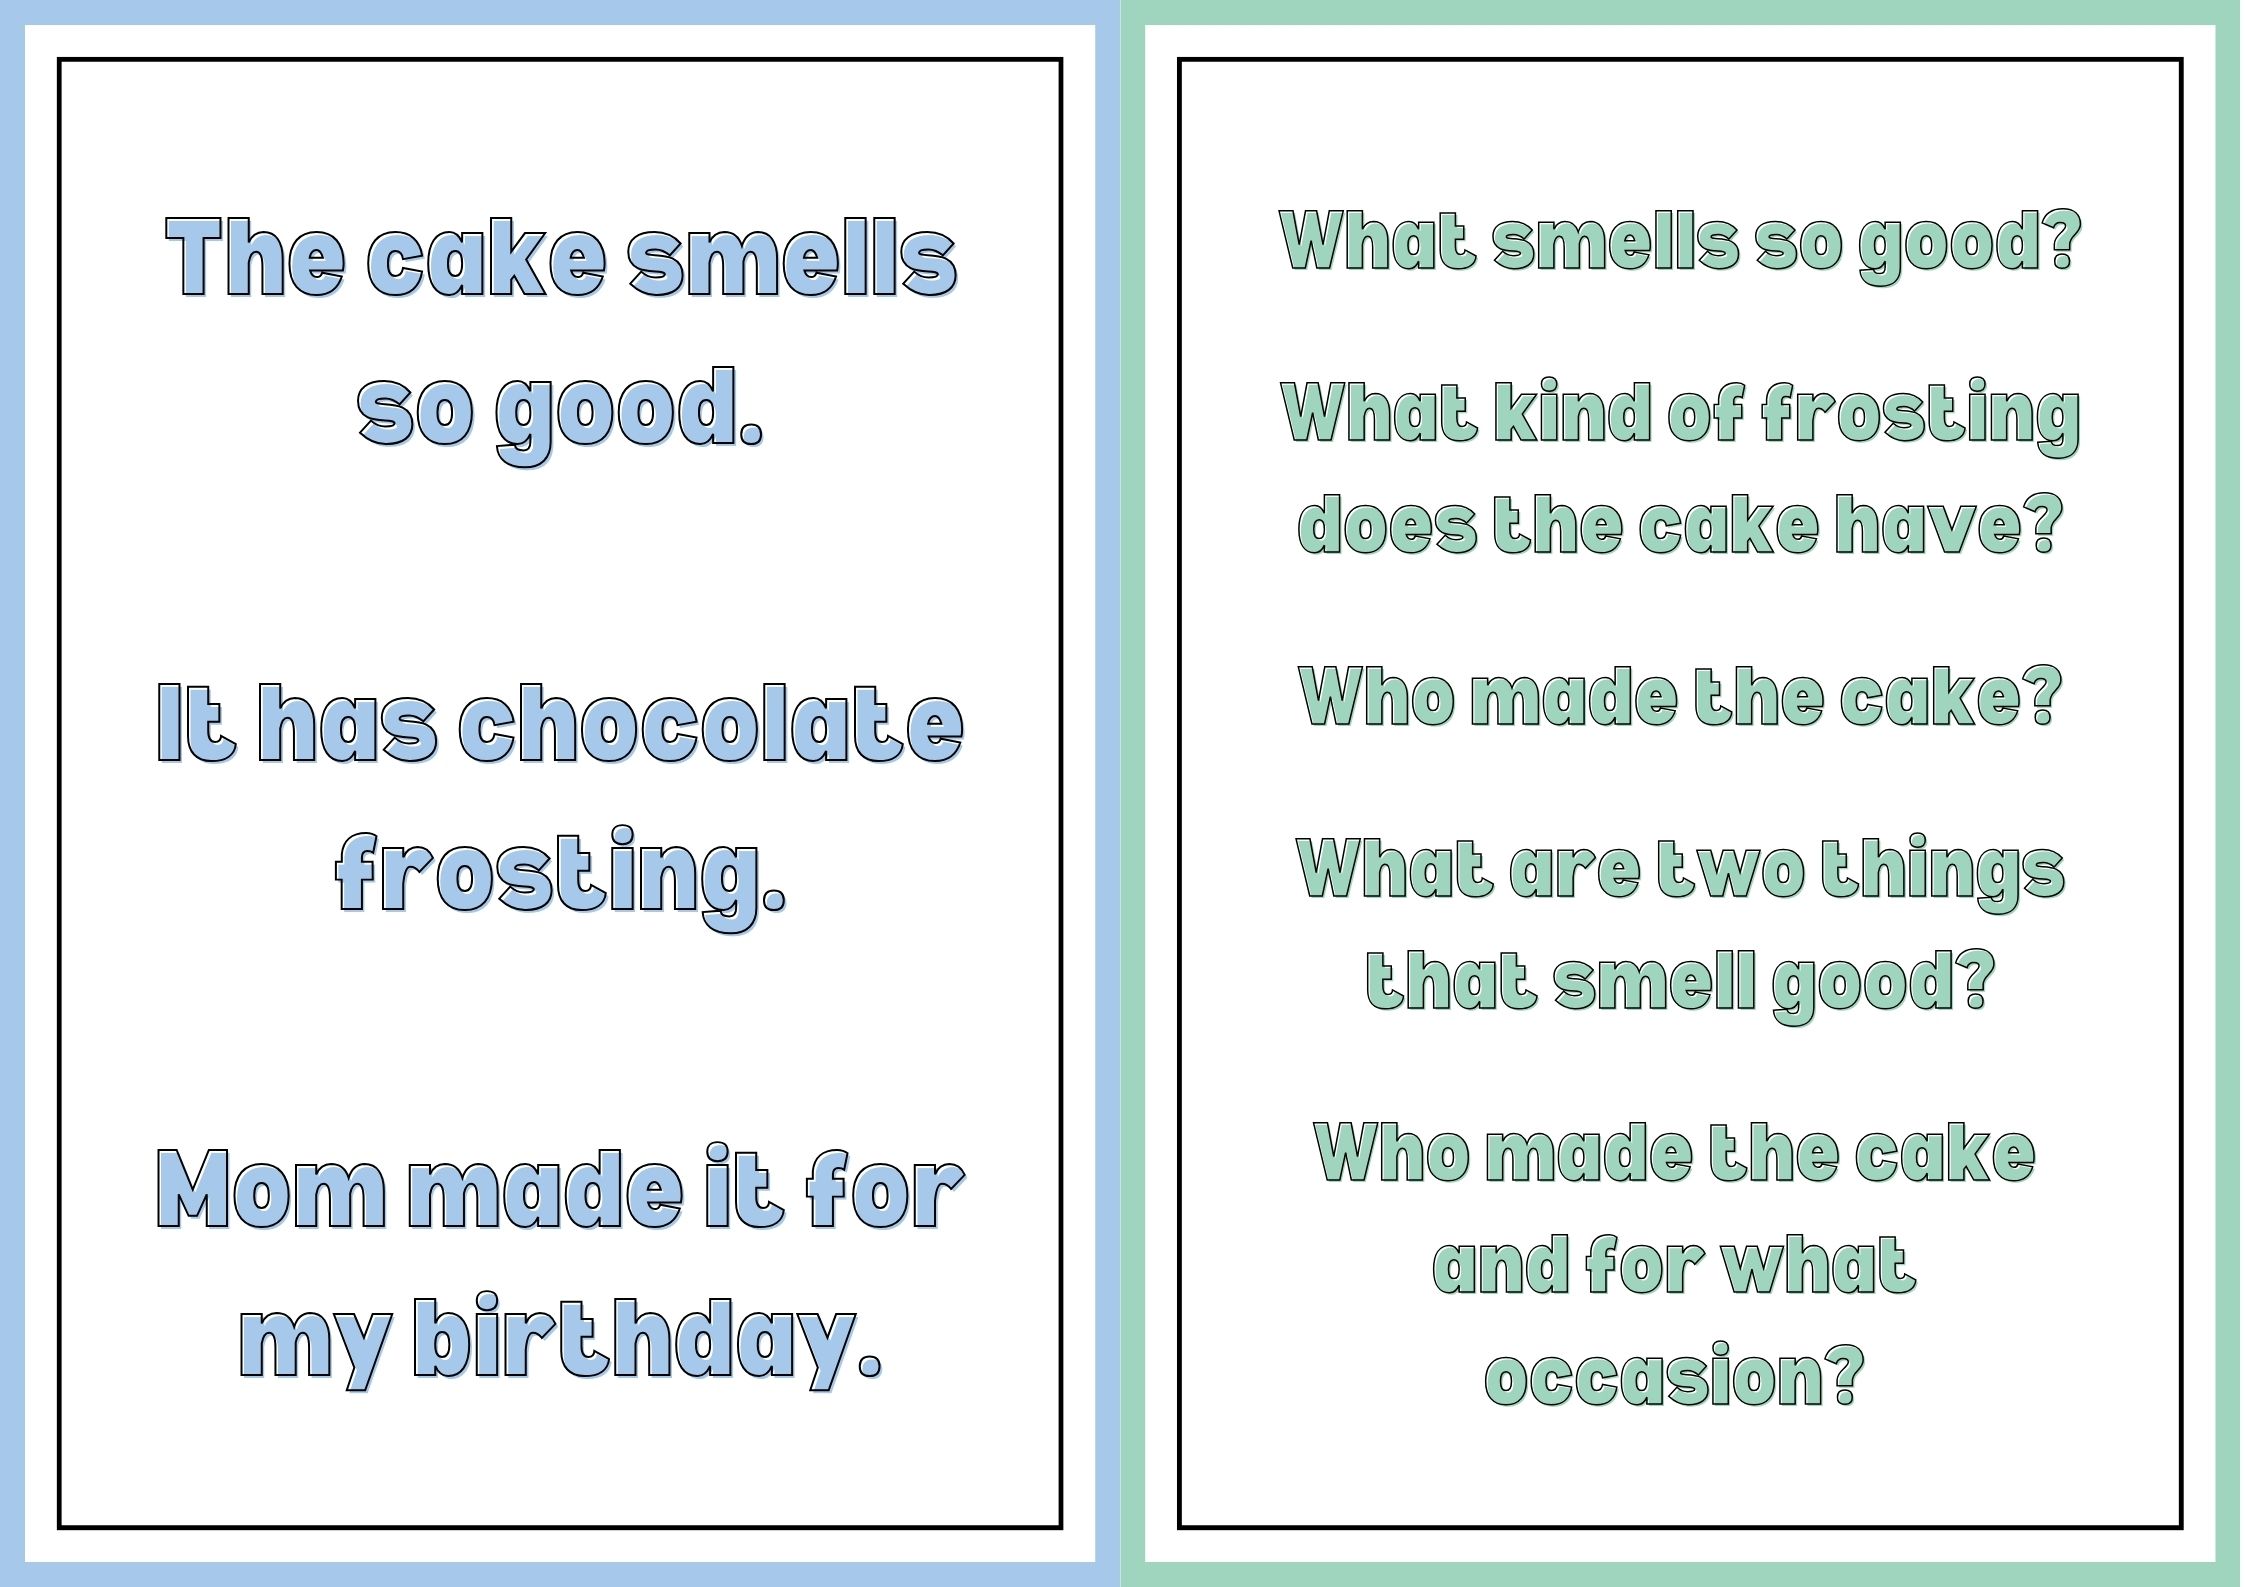 The cake smells
so good.
It has chocolate
frosting.
Mom made it for
my birthday.
What smells so good?
What kind of frosting
does the cake have?
Who made the cake?
What are two things
that smell good?
Who made the cake
and for what
occasion?